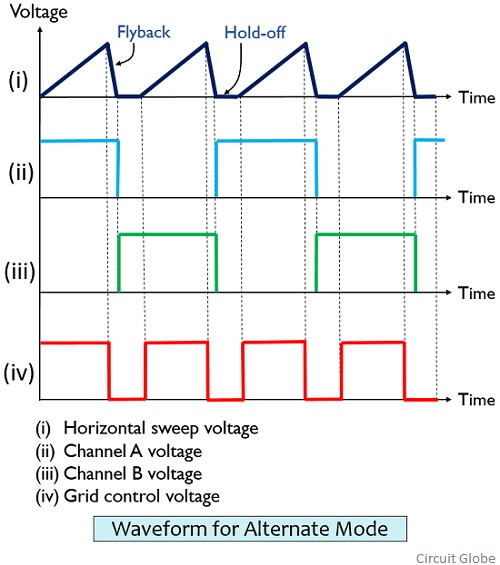 Voltage
Flyback
Hold-off
(i)
Time
(ii)
Time
(iii)
Time
(iv)
Time
(i) Horizontal sweep voltage
(ii) Channel A voltage
(iii) Channel B voltage
(iv) Grid control voltage
Waveform for Alternate Mode
Circuit Globe